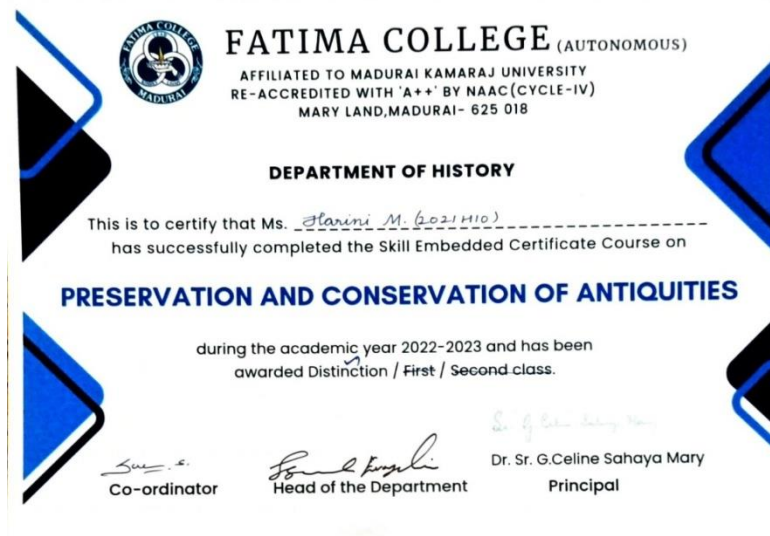 FATIMA COLLEGE MADURAI
FATIMA COLLEGE (AUTONOMOUS)
AFFILIATED TO MADURAI KAMARAJ UNIVERSITY
RE-ACCREDITED WITH 'A++' BY NAAC(CYCLE-IV)
MARY LAND,MADURAI- 625 018
DEPARTMENT OF HISTORY
This is to certify that Ms. Harini M. (2021H10)
has successfully completed the Skill Embedded Certificate Course on
PRESERVATION AND CONSERVATION OF ANTIQUITIES
during the academic year 2022-2023 and has been
awarded Distinction / First / Second class.
Dr. Sr. G.Celine Sahaya Mary
Co-ordinator Head of the Department Principal